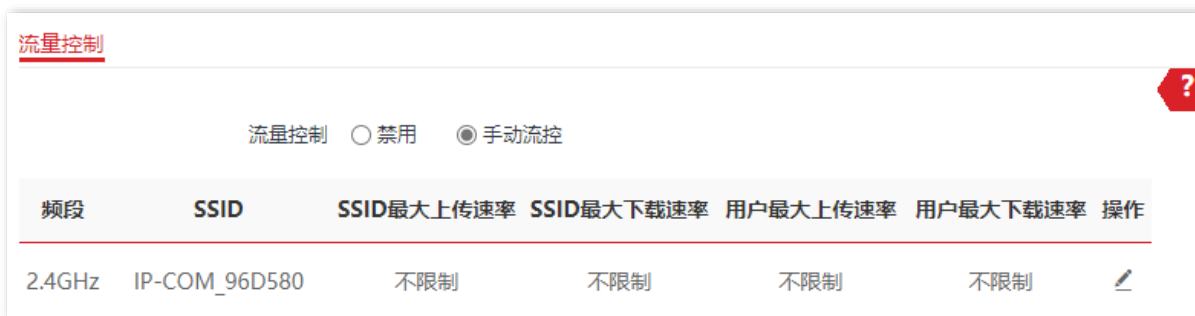 流量控制
?
流量控制 禁用 手动流控
频段 SSID SSID最大上传速率 SSID最大下载速率 用户最大上传速率 用户最大下载速率 操作
2.4GHz IP-COM_96D580 不限制 不限制 不限制 不限制